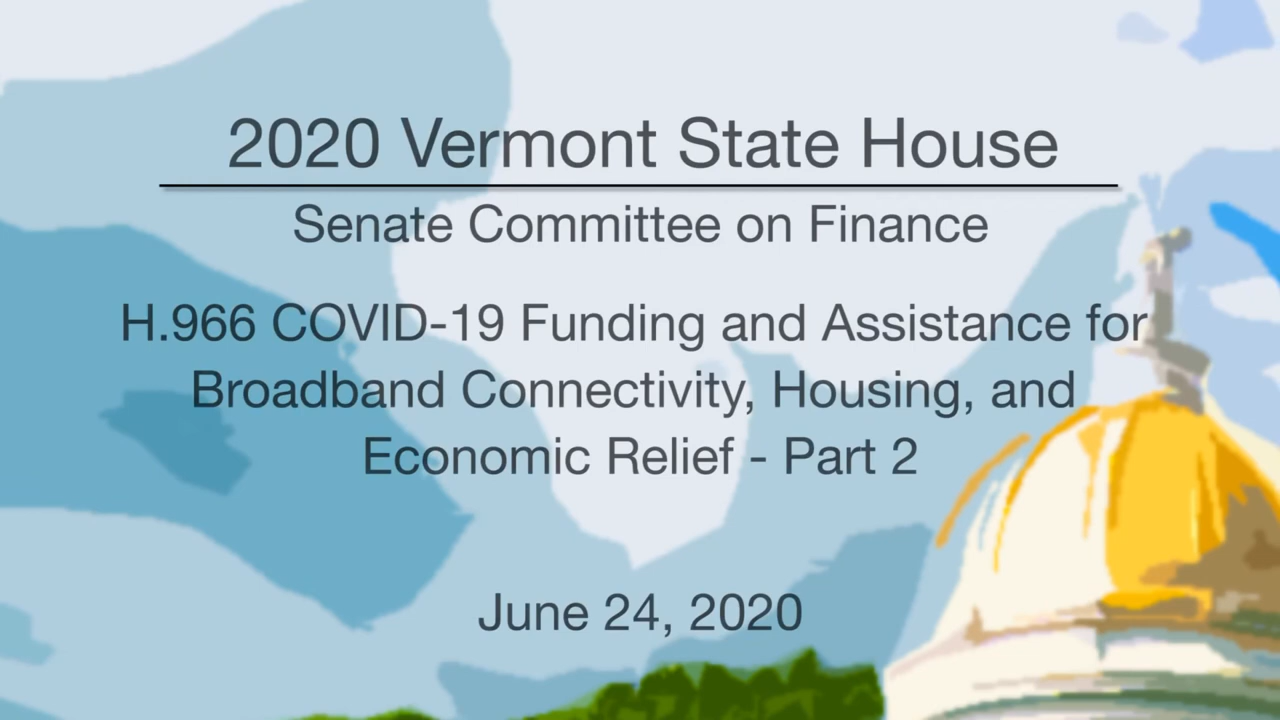 2020 Vermont State House
Senate Committee on Finance
H.966 COVID-19 Funding and Assistance for
Broadband Connectivity, Housing, and
Economic Relief - Part 2
June 24, 2020